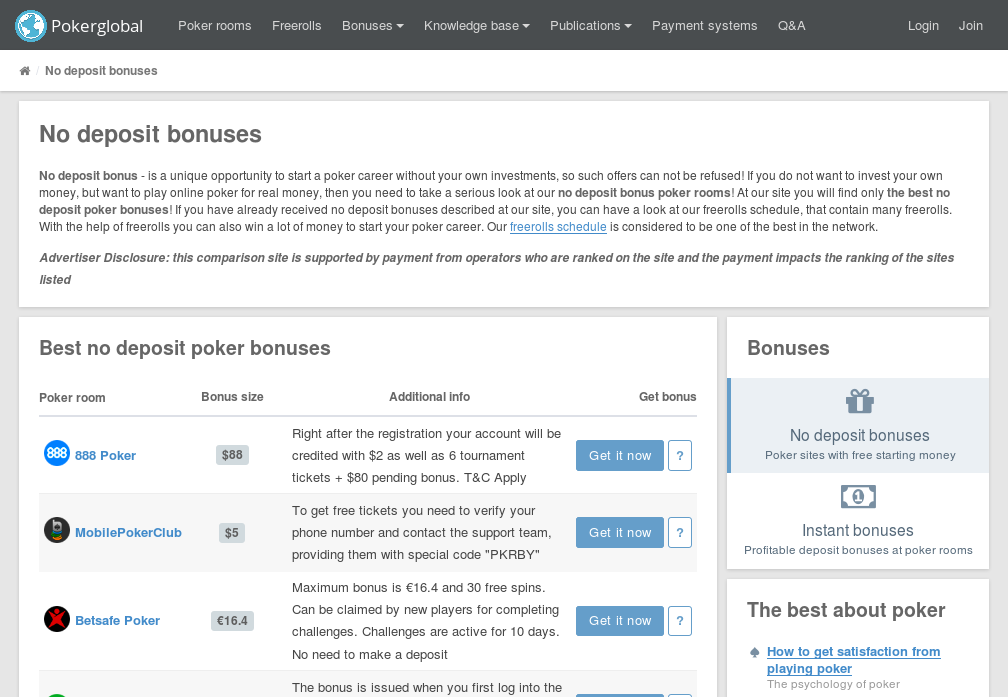 Pokerglobal Poker rooms Freerolls Bonuses Knowledge base Publications Payment systems Q&A Login Join
/ No deposit bonuses
No deposit bonuses
No deposit bonus - is a unique opportunity to start a poker career without your own investments, so such offers can not be refused! If you do not want to invest your own
money, but want to play online poker for real money, then you need to take a serious look at our no deposit bonus poker rooms! At our site you will find only the best no
deposit poker bonuses! If you have already received no deposit bonuses described at our site, you can have a look at our freerolls schedule, that contain many freerolls.
With the help of freerolls you can also win a lot of money to start your poker career. Our freerolls schedule is considered to be one of the best in the network.
Advertiser Disclosure: this comparison site is supported by payment from operators who are ranked on the site and the payment impacts the ranking of the sites
listed
Best no deposit poker bonuses
Poker room Bonus size Additional info Get bonus
888 888 Poker $88 Right after the registration your account will be
credited with $2 as well as 6 tournament
tickets + $80 pending bonus. T&C Apply
Get it now ?
MobilePokerClub $5 To get free tickets you need to verify your
phone number and contact the support team,
providing them with special code "PKRBY"
Get it now ?
Betsafe Poker €16.4 Maximum bonus is €16.4 and 30 free spins.
Can be claimed by new players for completing
challenges. Challenges are active for 10 days.
No need to make a deposit
Get it now ?
The bonus is issued when you first log into the
Bonuses
No deposit bonuses
Poker sites with free starting money
1
Instant bonuses
Profitable deposit bonuses at poker rooms
The best about poker
How to get satisfaction from
playing poker
The psychology of poker